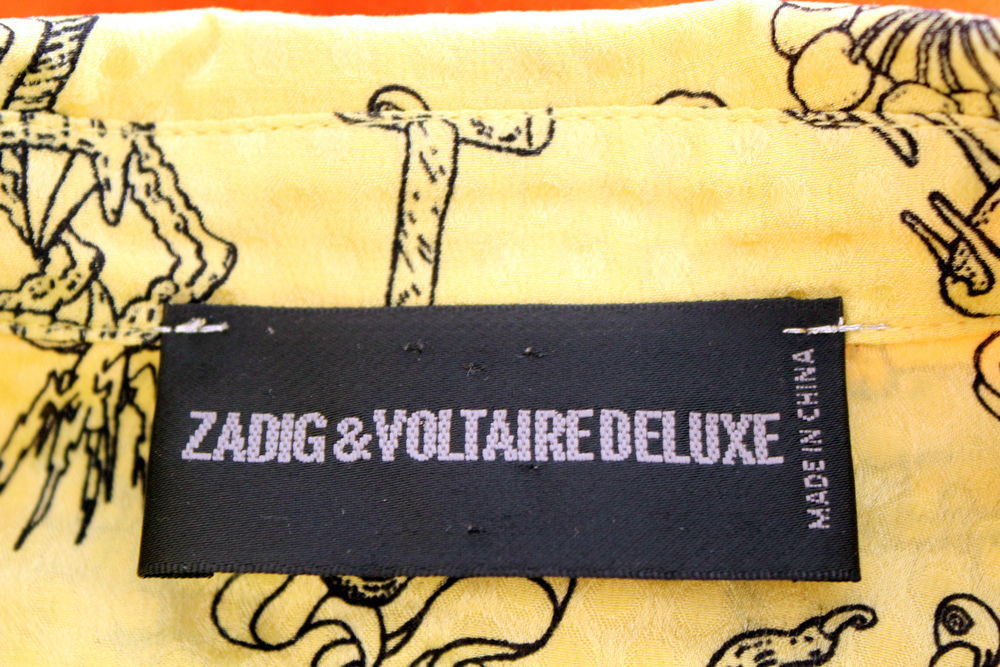 ZADIG & VOLTAIRE DELUXE
MADE IN CHINA